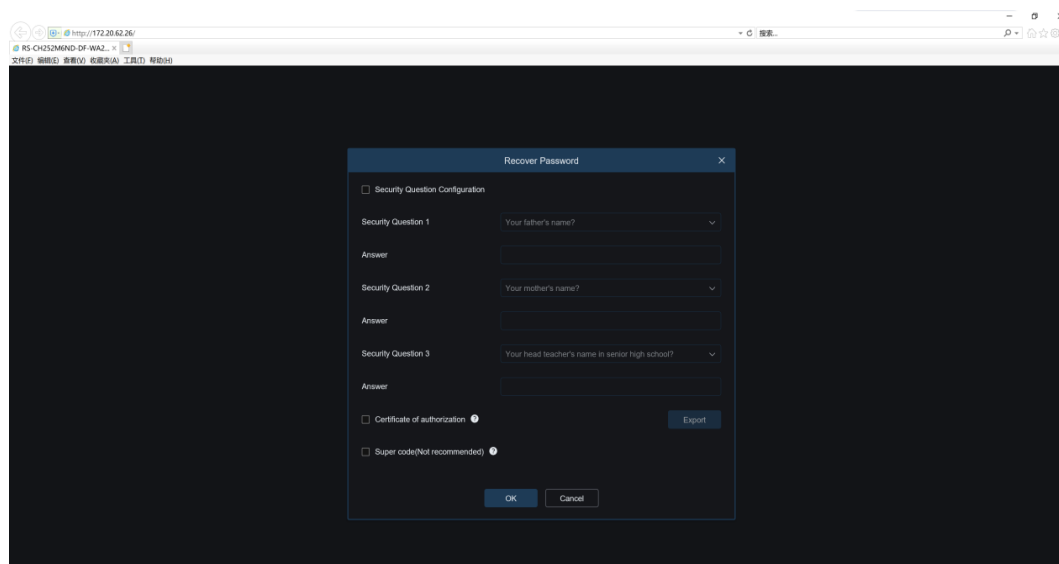 http://172.20.62.26/
搜索...
RS-CH252M6ND-DF-WA2...
文件(F) 编辑(E) 查看(V) 收藏夹(A) 工具(T) 帮助(H)
Recover Password
Security Question Configuration
Security Question 1 Your father's name?
Answer
Security Question 2 Your mother's name?
Answer
Security Question 3 Your head teacher's name in senior high school?
Answer
Certificate of authorization ? Export
Super code(Not recommended) ?
OK Cancel